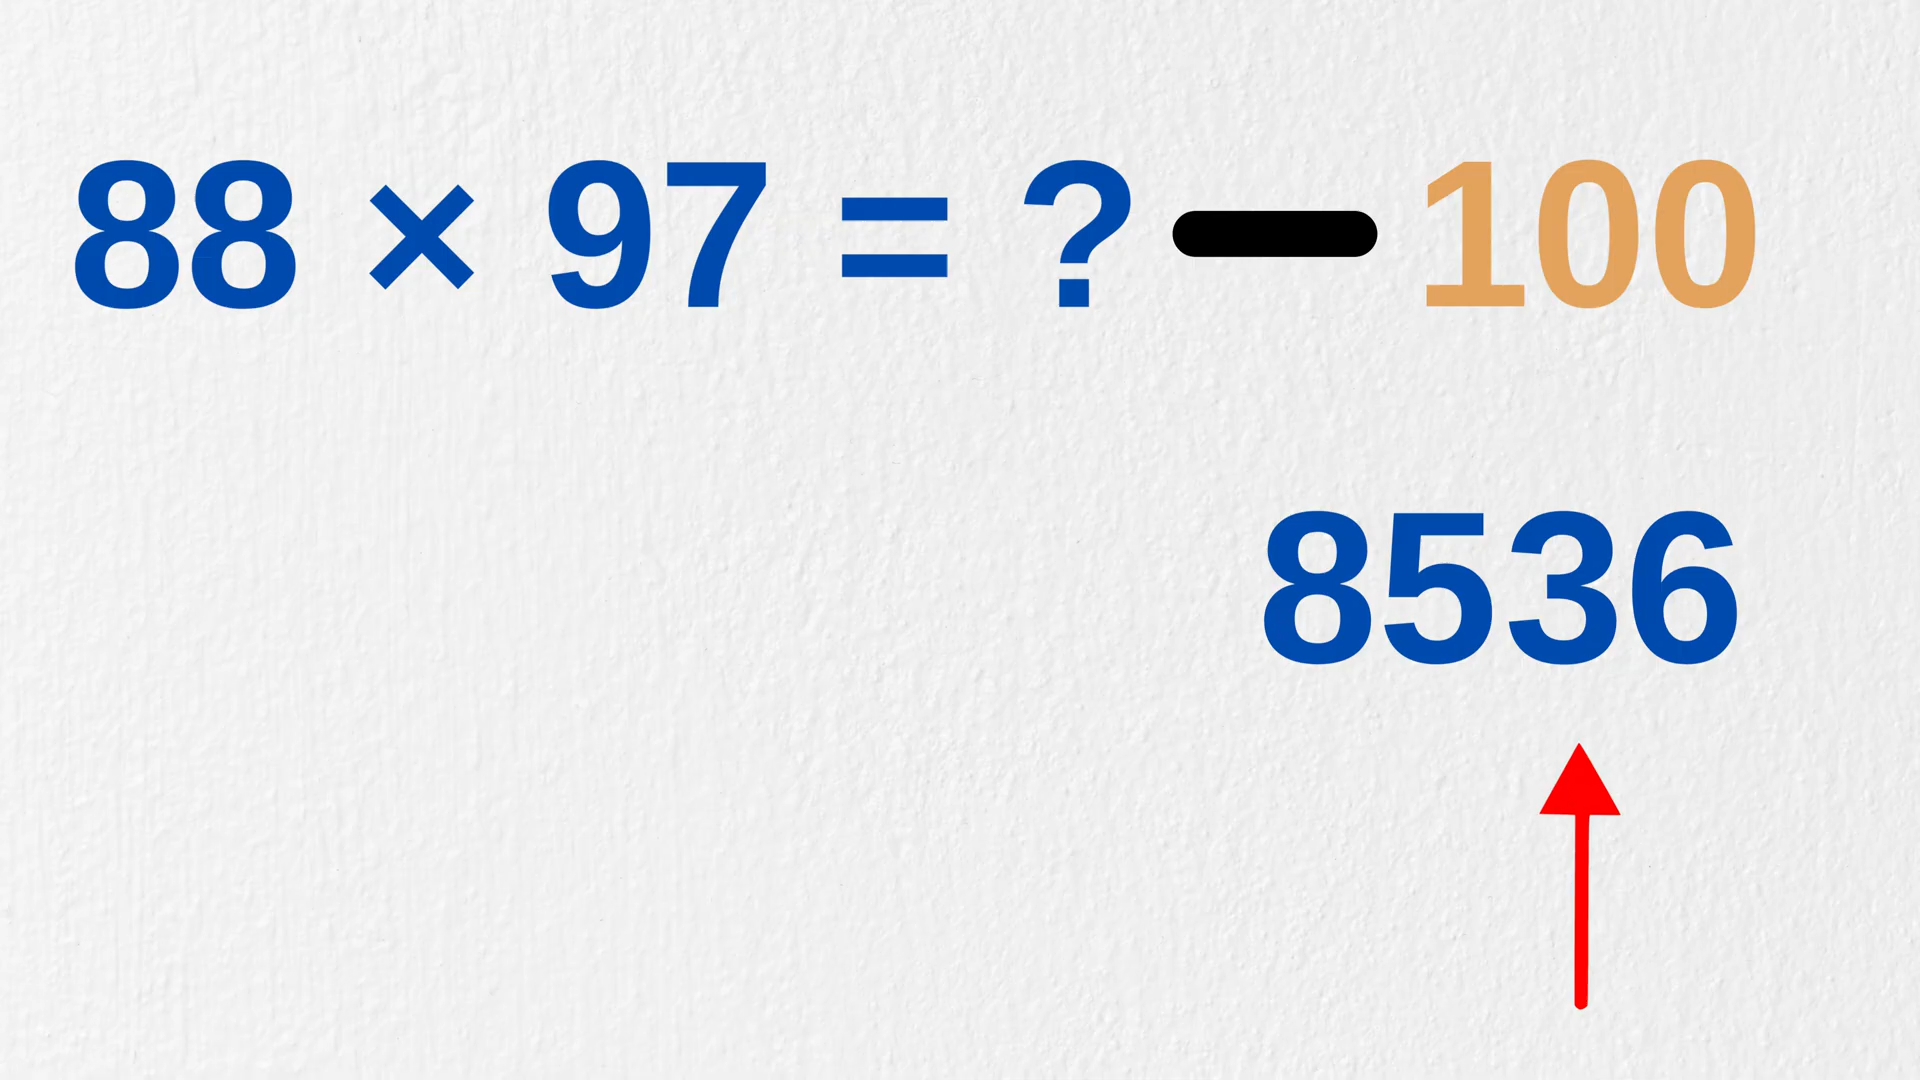 88 × 97 = ? — 100
8536